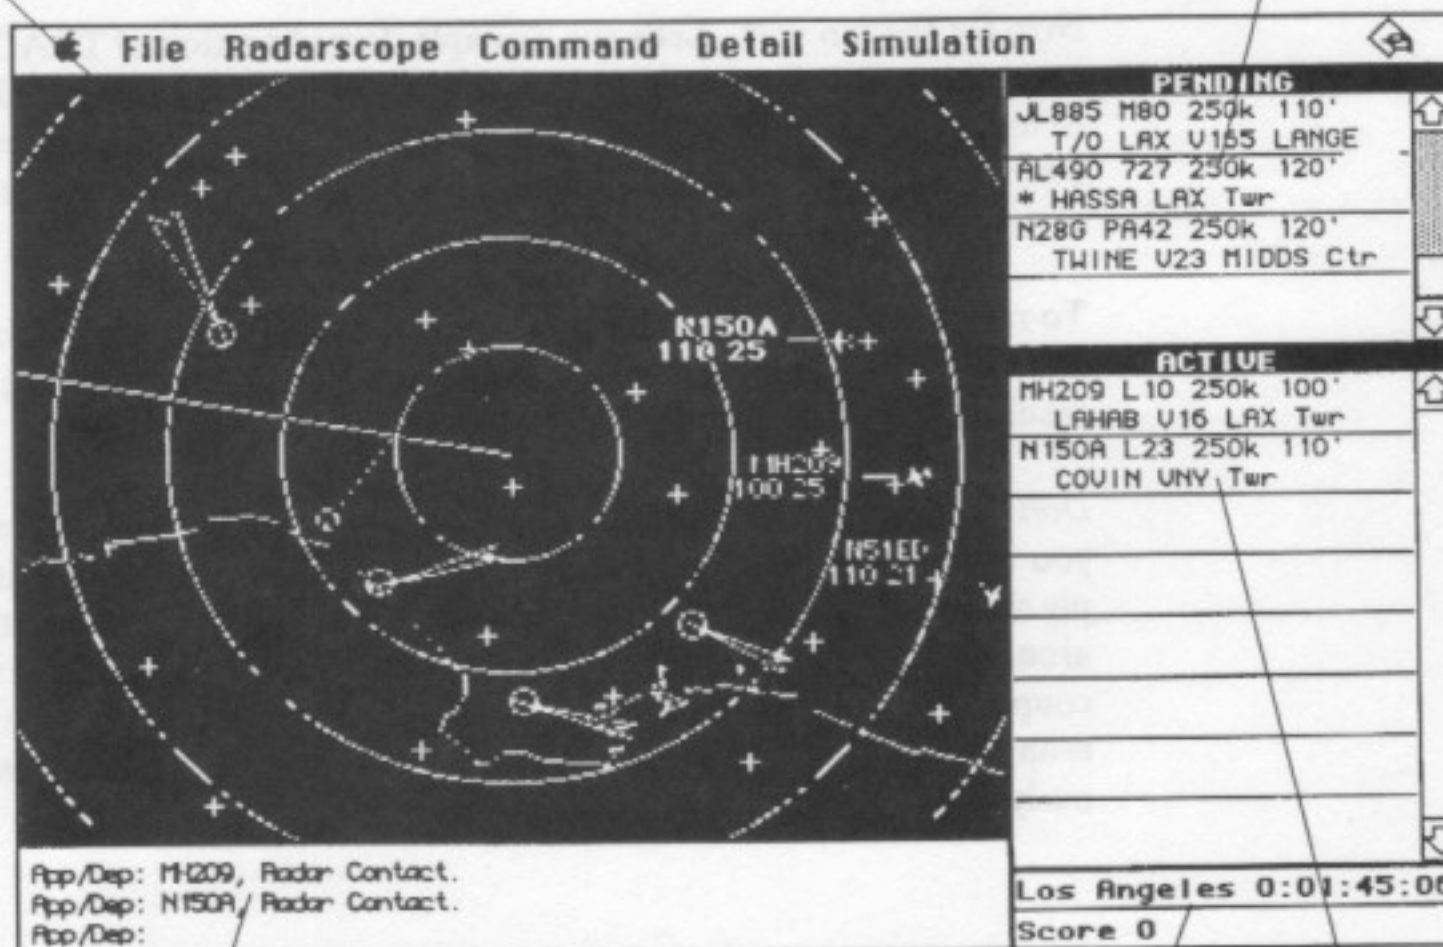 File Radarscope Command Detail Simulation
N150A
110 25
MH209
100 25
N51ED
110 21
PENDING
JL885 M80 250k 110'
T/O LAX V165 LANGE
AL490 727 250k 120'
* HASSA LAX Twr
N28G PA42 250k 120'
TWINE V23 MIDDS Ctr
ACTIVE
MH209 L10 250k 100'
LAHAB V16 LAX Twr
N150A L23 250k 110'
COVIN VNY Twr
App/Dep: MH209, Radar Contact.
App/Dep: N150A, Radar Contact.
App/Dep:
Los Angeles 0:01:45:06
Score 0